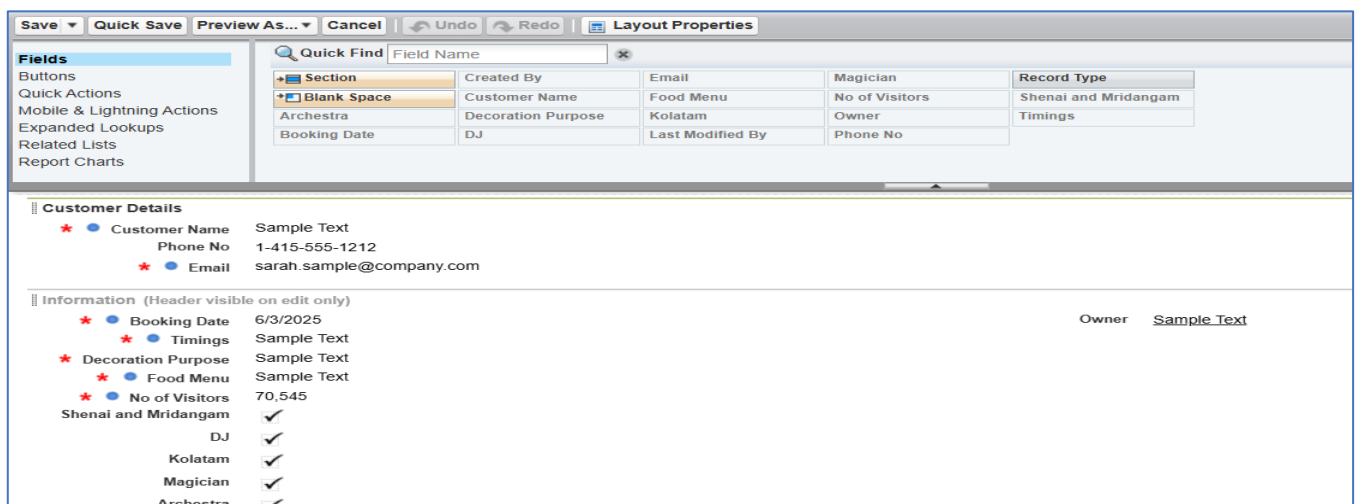 Save Quick Save Preview As... Cancel Undo Redo Layout Properties
Fields
Buttons
Quick Actions
Mobile & Lightning Actions
Expanded Lookups
Related Lists
Report Charts
Quick Find Field Name
Section Created By Email Magician Record Type
Blank Space Customer Name Food Menu No of Visitors Shenai and Mridangam
Archestra Decoration Purpose Kolatam Owner Timings
Booking Date DJ Last Modified By Phone No
Customer Details
* Customer Name Sample Text
Phone No 1-415-555-1212
* Email sarah.sample@company.com
Information (Header visible on edit only)
* Booking Date 6/3/2025 Owner Sample Text
* Timings Sample Text
* Decoration Purpose Sample Text
* Food Menu Sample Text
* No of Visitors 70,545
Shenai and Mridangam
DJ
Kolatam
Magician
Archestra